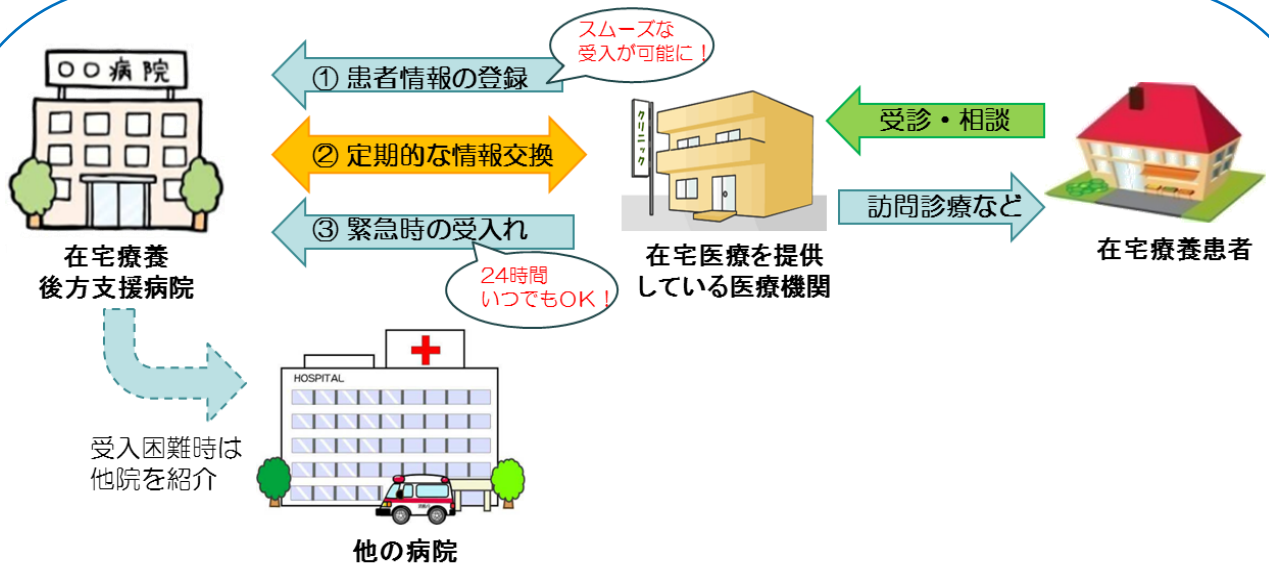 〇〇病院
① 患者情報の登録
スムーズな
受入が可能に！
② 定期的な情報交換
③ 緊急時の受入れ
24時間
いつでもOK！
クリニック
受診・相談
訪問診療など
在宅療養
後方支援病院
在宅医療を提供
している医療機関
在宅療養患者
受入困難時は
他院を紹介
HOSPITAL
他の病院